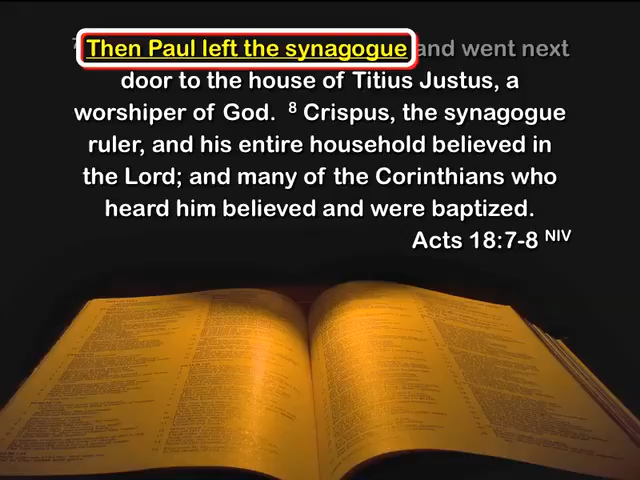 7 Then Paul left the synagogue and went next
door to the house of Titius Justus, a
worshiper of God. 8 Crispus, the synagogue
ruler, and his entire household believed in
the Lord; and many of the Corinthians who
heard him believed and were baptized.
Acts 18:7-8 NIV